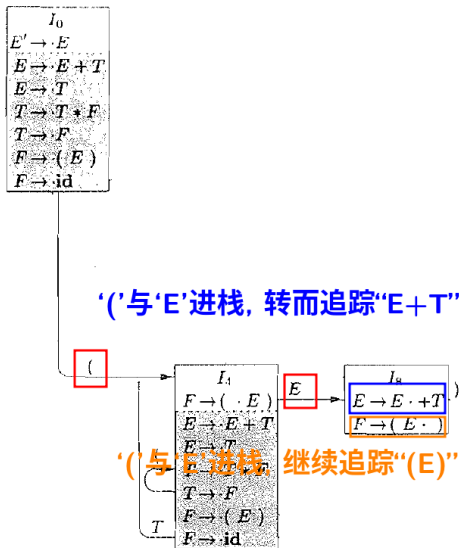 I₀
E′ → ·E
E → ·E + T
E → ·T
T → ·T * F
T → ·F
F → ·( E )
F → ·id
‘(’与‘E’进栈, 转而追踪“E+T”
(
I₄
F → ( · E )
E
I₈
)
E → ·E + T
E → E · + T
E → ·T
F → ( E · )
‘(’与‘E’进栈, 继续追踪“(E)”
T → ·F
F → ·( E )
T
F → ·id